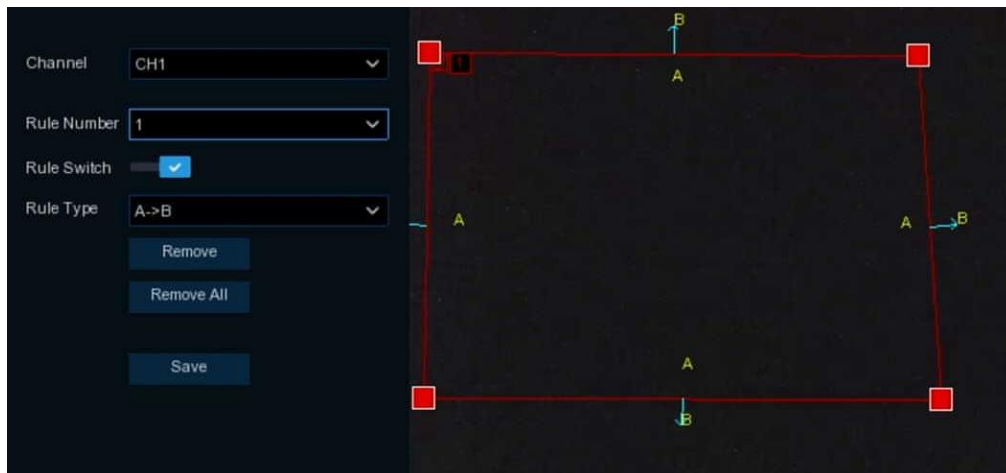 Channel CH1
Rule Number 1
Rule Switch
Rule Type A->B
Remove
Remove All
Save
B
1
A
A
A B
A
B